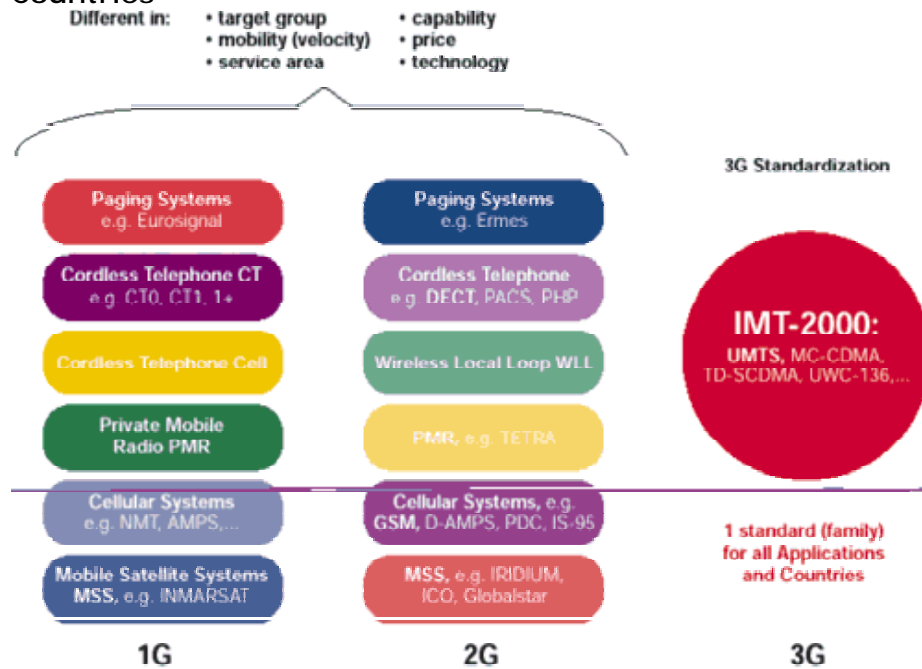 countries
Different in:
• target group
• mobility (velocity)
• service area
• capability
• price
• technology
3G Standardization
Paging Systems
e.g. Eurosignal
Cordless Telephone CT
e.g. CT0, CT1, 1+
Cordless Telephone Cell
Private Mobile
Radio PMR
Cellular Systems
e.g. NMT, AMPS,...
Mobile Satellite Systems
MSS, e.g. INMARSAT
1G
Paging Systems
e.g. Ermes
Cordless Telephone
e.g. DECT, PACS, PHP
Wireless Local Loop WLL
PMR, e.g. TETRA
Cellular Systems, e.g.
GSM, D-AMPS, PDC, IS-95
MSS, e.g. IRIDIUM,
ICO, Globalstar
2G
IMT-2000:
UMTS, MC-CDMA,
TD-SCDMA, UWC-136,...
1 standard (family)
for all Applications
and Countries
3G